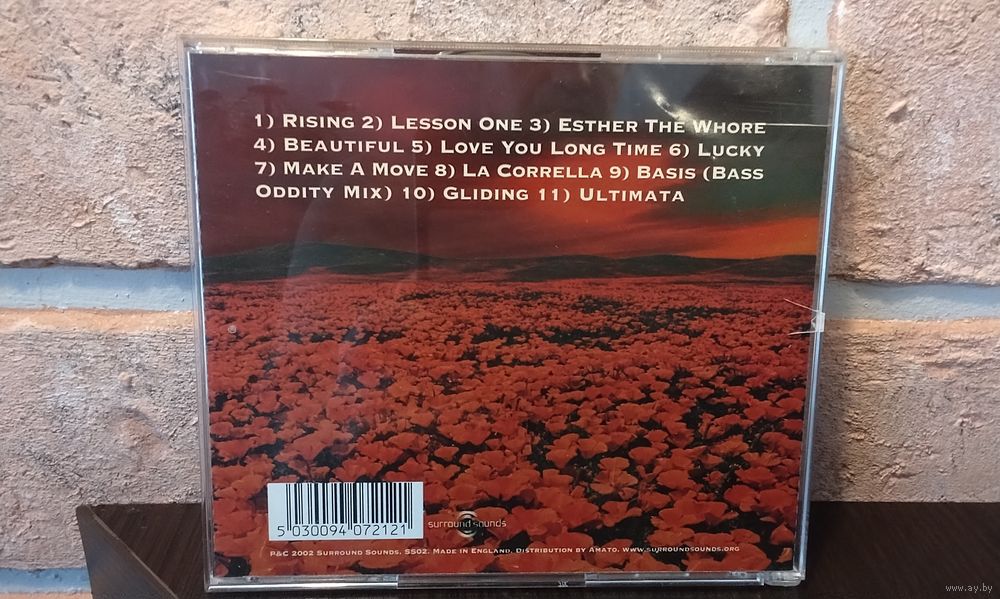 1) Rising 2) Lesson One 3) Esther The Whore
4) Beautiful 5) Love You Long Time 6) Lucky
7) Make A Move 8) La Corrella 9) Basis (Bass
Oddity Mix) 10) Gliding 11) Ultimata
5 030094 072121
surround sounds
P&C 2002 Surround Sounds. SS02. Made in England. Distribution by Amato. www.surroundsounds.org
www.ay.by